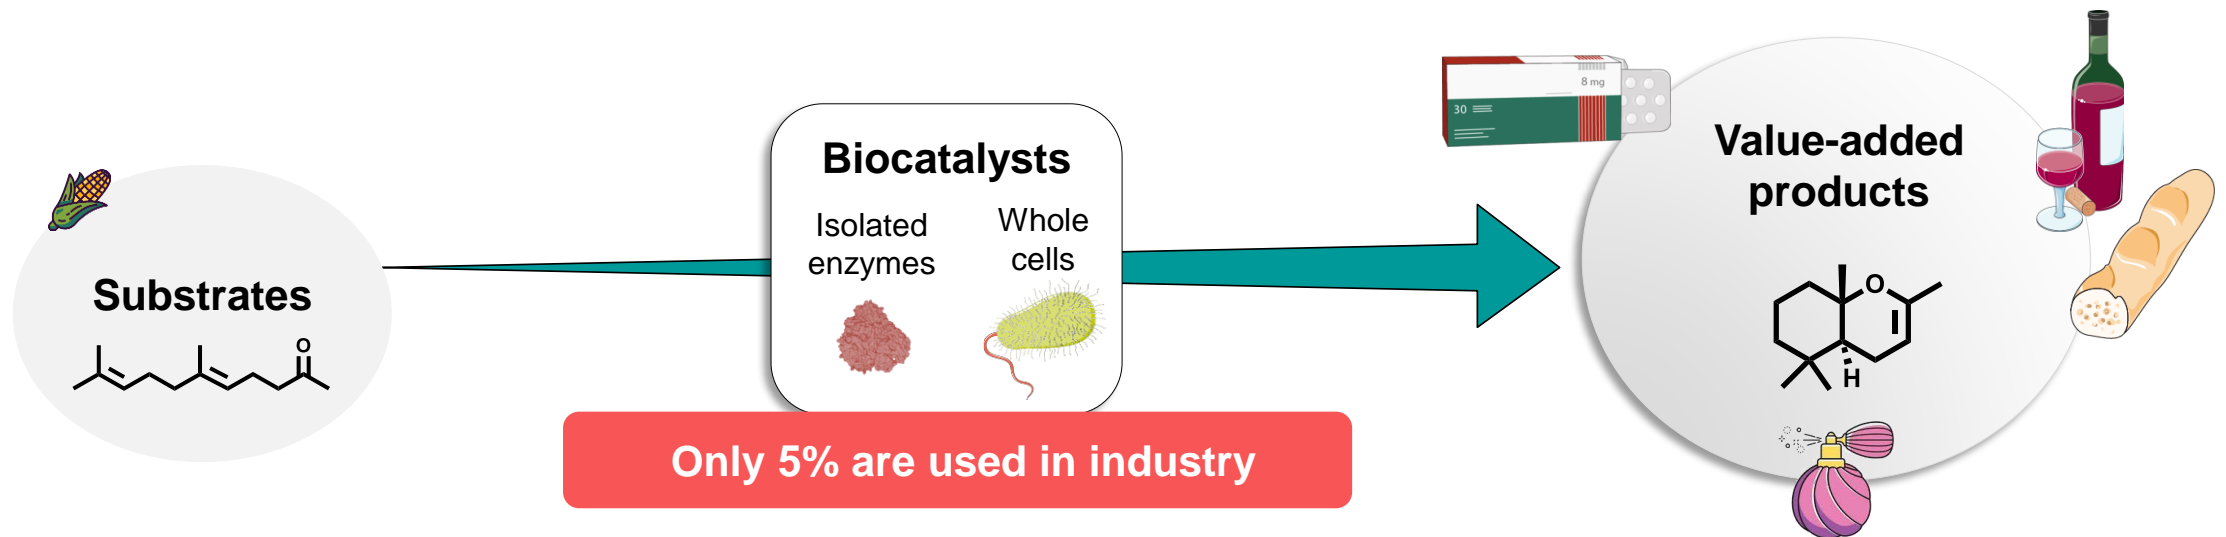 Substrates
O
Biocatalysts
Isolated
enzymes
Whole
cells
Only 5% are used in industry
8 mg
30
Value-added
products
O
H